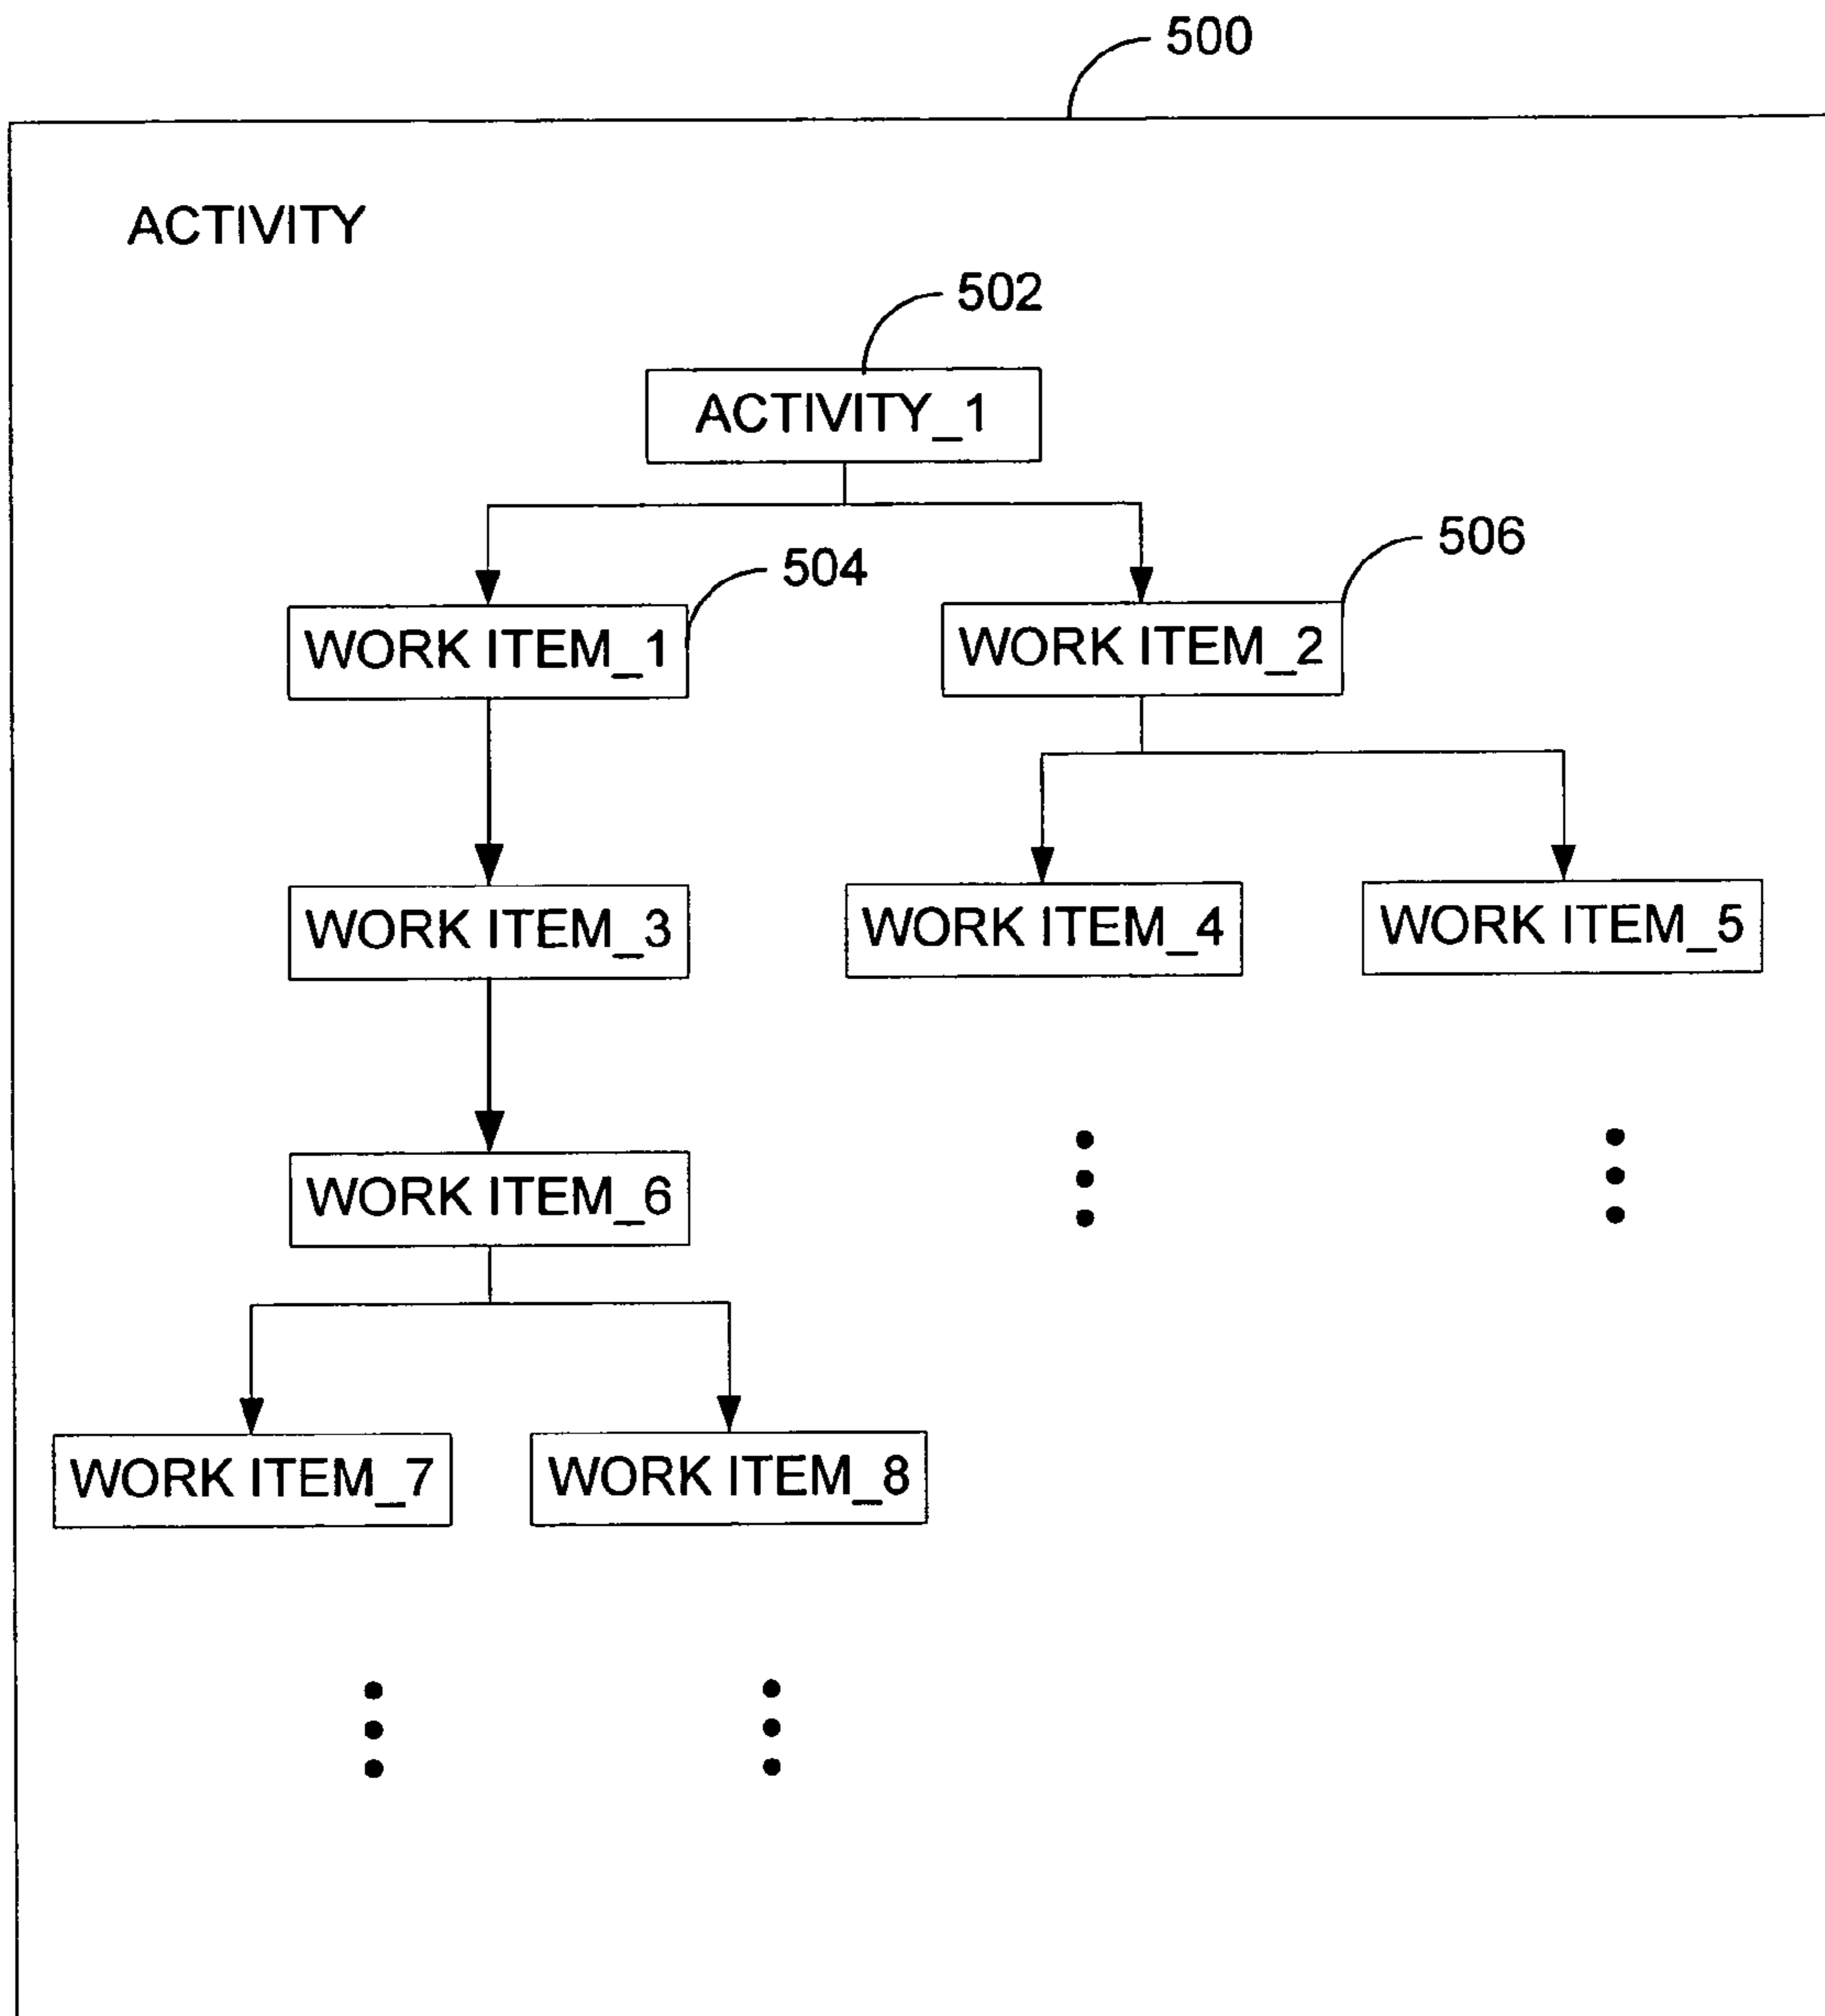 500
ACTIVITY
502
ACTIVITY_1
504
506
WORK ITEM_1
WORK ITEM_2
WORK ITEM_3
WORK ITEM_4
WORK ITEM_5
WORK ITEM_6
WORK ITEM_7
WORK ITEM_8